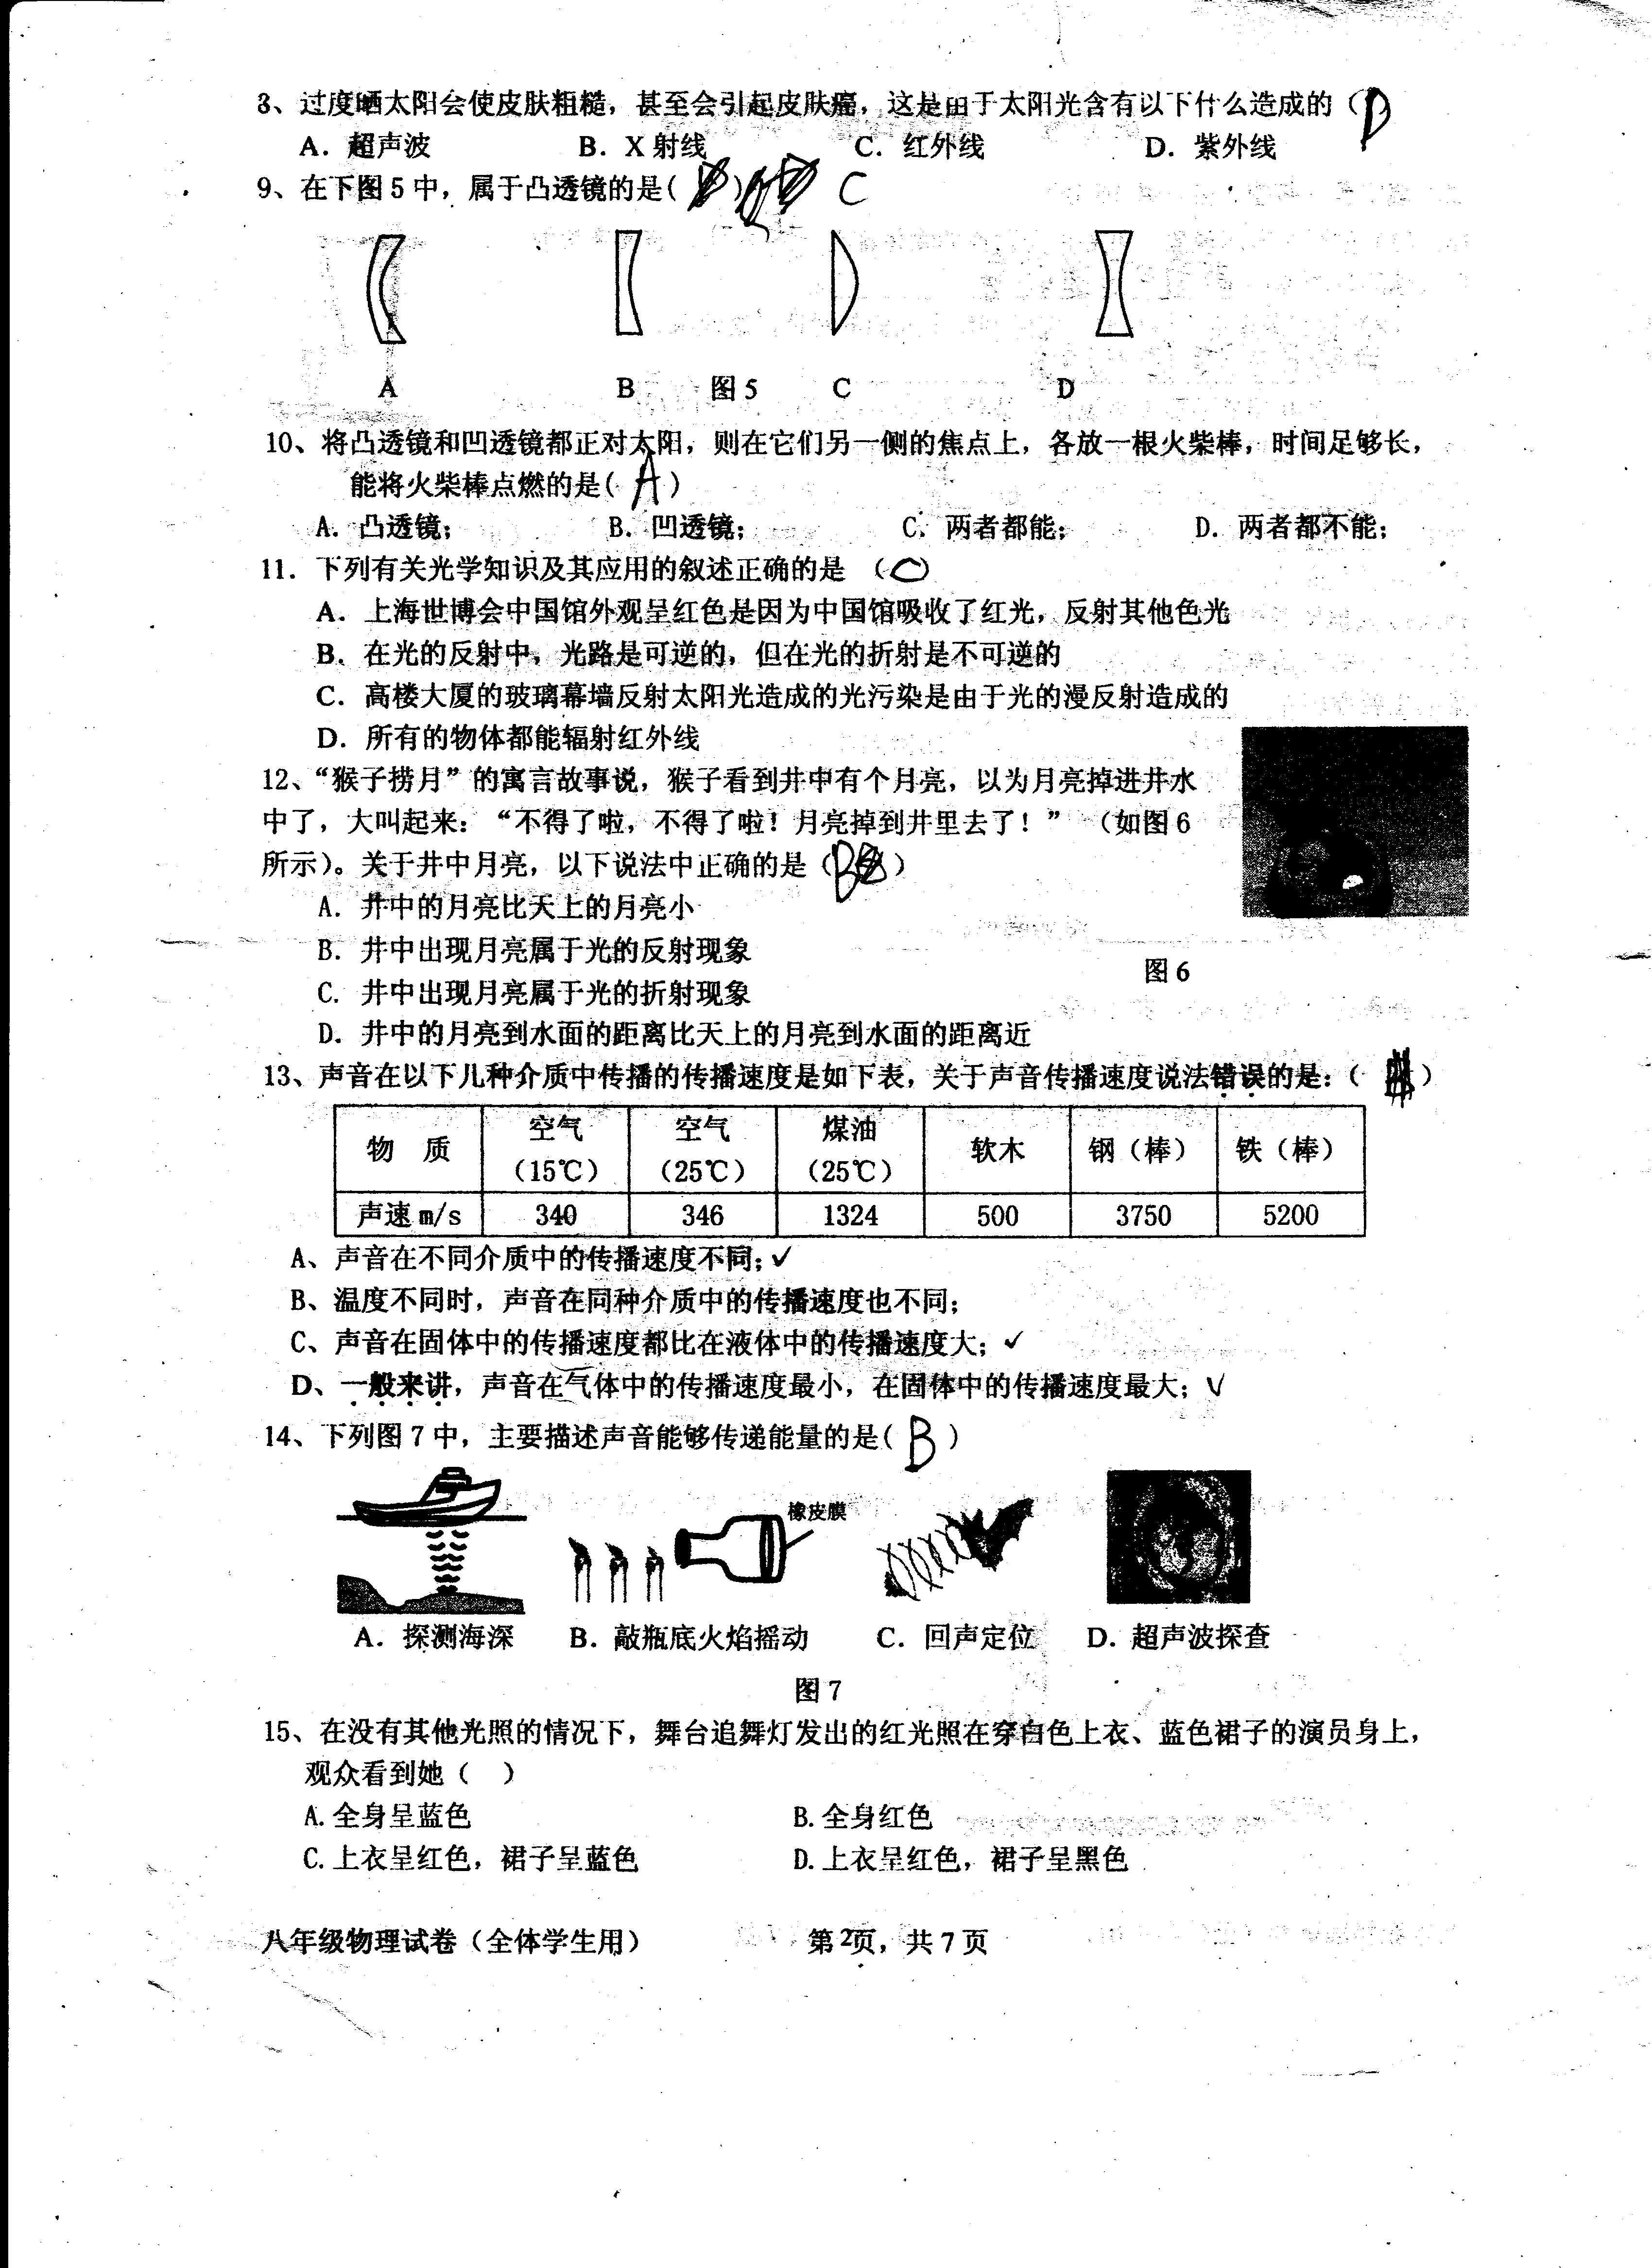 8、过度晒太阳会使皮肤粗糙，甚至会引起皮肤癌，这是由于太阳光含有以下什么造成的（D
A．超声波 B．X 射线 C．红外线 D．紫外线
9、在下图 5 中，属于凸透镜的是( ) C
A B 图 5 C D
10、将凸透镜和凹透镜都正对太阳，则在它们另一侧的焦点上，各放一根火柴棒，时间足够长，
能将火柴棒点燃的是( A ）
A．凸透镜； B．凹透镜； C．两者都能； D．两者都不能；
11．下列有关光学知识及其应用的叙述正确的是 （C）
A．上海世博会中国馆外观呈红色是因为中国馆吸收了红光，反射其他色光
B．在光的反射中，光路是可逆的，但在光的折射是不可逆的
C．高楼大厦的玻璃幕墙反射太阳光造成的光污染是由于光的漫反射造成的
D．所有的物体都能辐射红外线
12、“猴子捞月”的寓言故事说，猴子看到井中有个月亮，以为月亮掉进井水
中了，大叫起来：“不得了啦，不得了啦！月亮掉到井里去了！” （如图 6
所示）。关于井中月亮，以下说法中正确的是（B ）
A．井中的月亮比天上的月亮小
B．井中出现月亮属于光的反射现象
图 6
C．井中出现月亮属于光的折射现象
D．井中的月亮到水面的距离比天上的月亮到水面的距离近
13、声音在以下几种介质中传播的传播速度是如下表，关于声音传播速度说法错误的是：( ）
物 质 空气（15℃） 空气（25℃） 煤油（25℃） 软木 钢（棒） 铁（棒）
声速 m/s 340 346 1324 500 3750 5200
A、声音在不同介质中的传播速度不同；✓
B、温度不同时，声音在同种介质中的传播速度也不同；
C、声音在固体中的传播速度都比在液体中的传播速度大；✓
D、一般来讲，声音在气体中的传播速度最小，在固体中的传播速度最大；✓
14、下列图 7 中，主要描述声音能够传递能量的是( B ）
橡皮膜
A．探测海深 B．敲瓶底火焰摇动 C．回声定位 D．超声波探查
图 7
15、在没有其他光照的情况下，舞台追舞灯发出的红光照在穿白色上衣、蓝色裙子的演员身上，
观众看到她（ ）
A.全身呈蓝色 B.全身红色
C.上衣呈红色，裙子呈蓝色 D.上衣呈红色，裙子呈黑色
八年级物理试卷（全体学生用） 第 2页，共 7 页